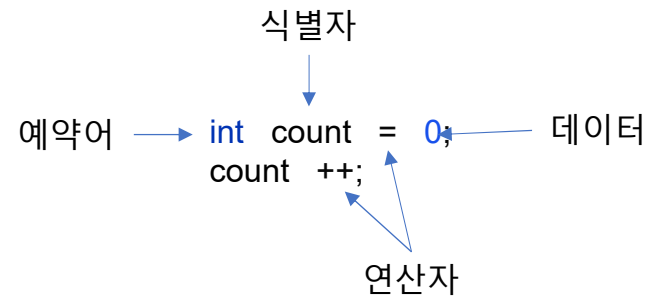 식별자
예약어 int count = 0; 데이터
count ++;
연산자